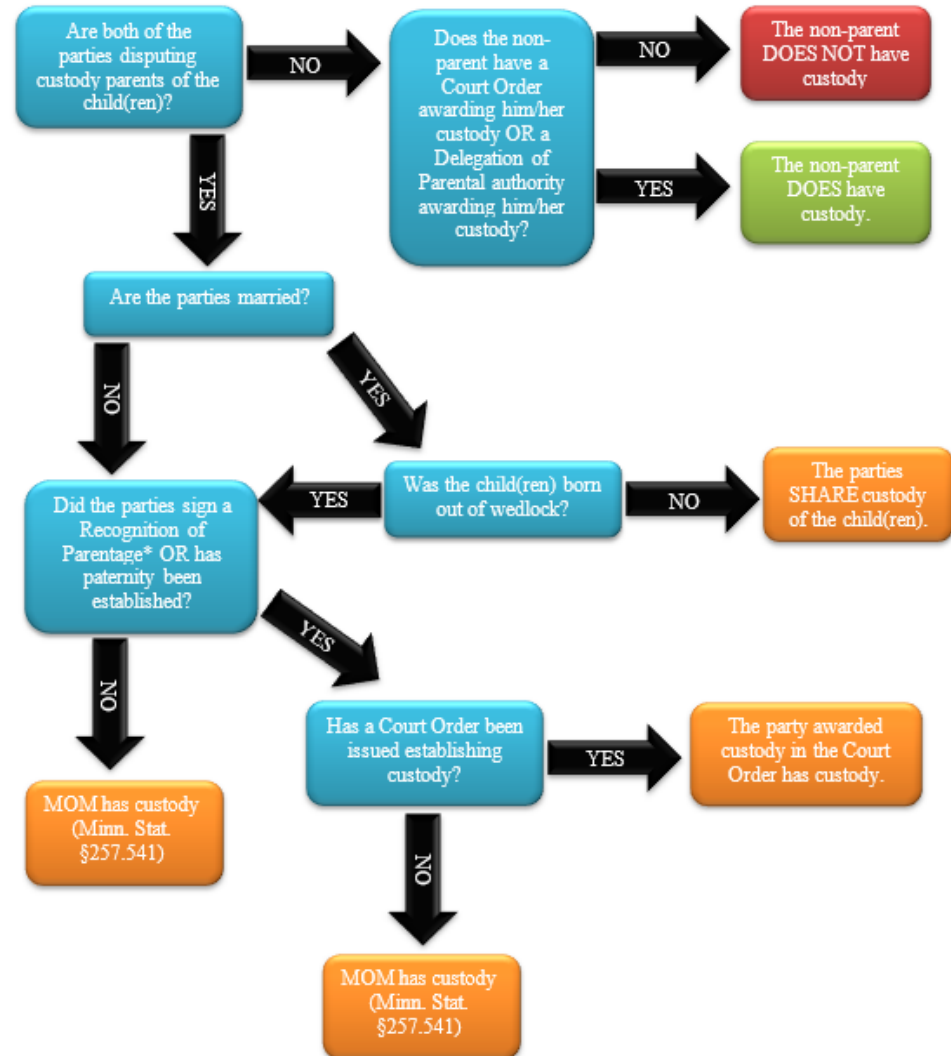 Are both of the
parties disputing
custody parents of the
child(ren)?
NO
Does the non-
parent have a
Court Order
awarding him/her
custody OR a
Delegation of
Parental authority
awarding him/her
custody?
NO
The non-parent
DOES NOT have
custody
YES
The non-parent
DOES have
custody.
YES
Are the parties married?
NO
YES
Was the child(ren) born
out of wedlock?
YES
NO
The parties
SHARE custody
of the child(ren).
Did the parties sign a
Recognition of
Parentage* OR has
paternity been
established?
NO
YES
MOM has custody
(Minn. Stat.
§257.541)
Has a Court Order been
issued establishing
custody?
YES
The party awarded
custody in the Court
Order has custody.
NO
MOM has custody
(Minn. Stat.
§257.541)